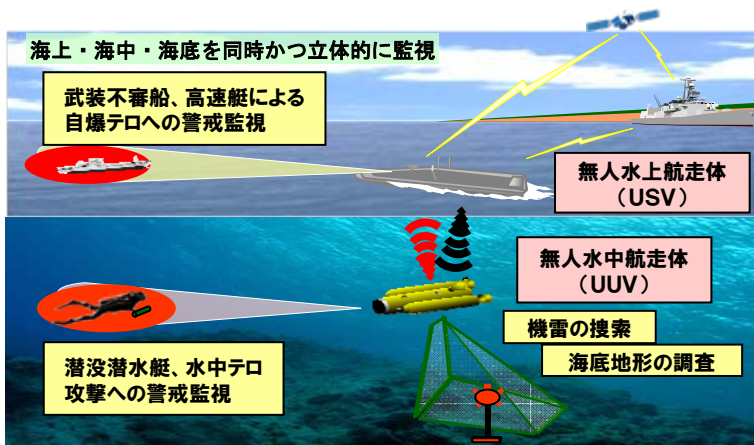 海上・海中・海底を同時かつ立体的に監視
武装不審船、高速艇による
自爆テロへの警戒監視
無人水上航走体
（USV）
無人水中航走体
（UUV）
機雷の捜索
海底地形の調査
潜没潜水艇、水中テロ
攻撃への警戒監視